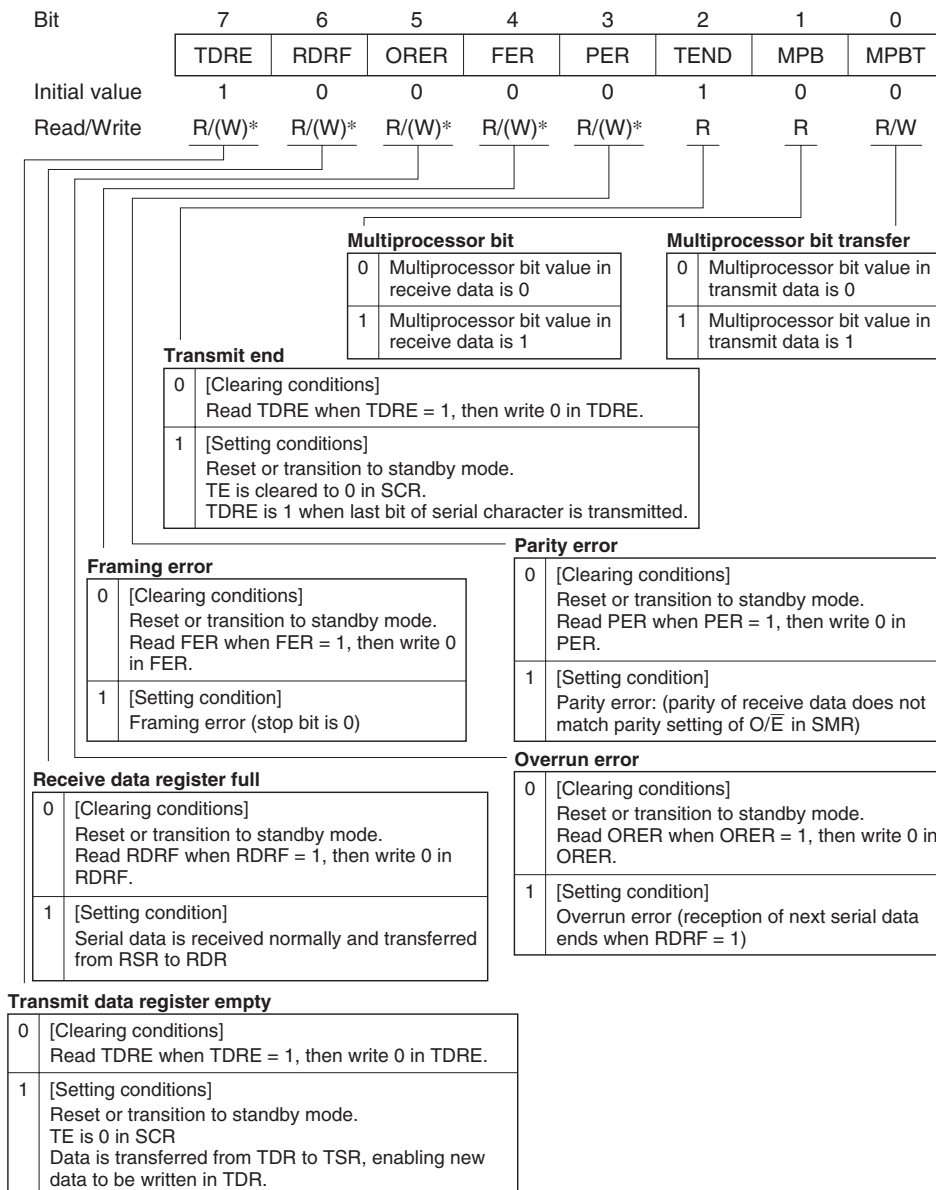 Bit 7 6 5 4 3 2 1 0
TDRE RDRF ORER FER PER TEND MPB MPBT
Initial value 1 0 0 0 0 1 0 0
Read/Write R/(W)* R/(W)* R/(W)* R/(W)* R/(W)* R R R/W
Multiprocessor bit
0 Multiprocessor bit value in
receive data is 0
1 Multiprocessor bit value in
receive data is 1
Multiprocessor bit transfer
0 Multiprocessor bit value in
transmit data is 0
1 Multiprocessor bit value in
transmit data is 1
Transmit end
0 [Clearing conditions]
Read TDRE when TDRE = 1, then write 0 in TDRE.
1 [Setting conditions]
Reset or transition to standby mode.
TE is cleared to 0 in SCR.
TDRE is 1 when last bit of serial character is transmitted.
Framing error
0 [Clearing conditions]
Reset or transition to standby mode.
Read FER when FER = 1, then write 0
in FER.
1 [Setting condition]
Framing error (stop bit is 0)
Parity error
0 [Clearing conditions]
Reset or transition to standby mode.
Read PER when PER = 1, then write 0 in
PER.
1 [Setting condition]
Parity error: (parity of receive data does not
match parity setting of O/E̅ in SMR)
Receive data register full
0 [Clearing conditions]
Reset or transition to standby mode.
Read RDRF when RDRF = 1, then write 0 in
RDRF.
1 [Setting condition]
Serial data is received normally and transferred
from RSR to RDR
Overrun error
0 [Clearing conditions]
Reset or transition to standby mode.
Read ORER when ORER = 1, then write 0 in
ORER.
1 [Setting condition]
Overrun error (reception of next serial data
ends when RDRF = 1)
Transmit data register empty
0 [Clearing conditions]
Read TDRE when TDRE = 1, then write 0 in TDRE.
1 [Setting conditions]
Reset or transition to standby mode.
TE is 0 in SCR
Data is transferred from TDR to TSR, enabling new
data to be written in TDR.